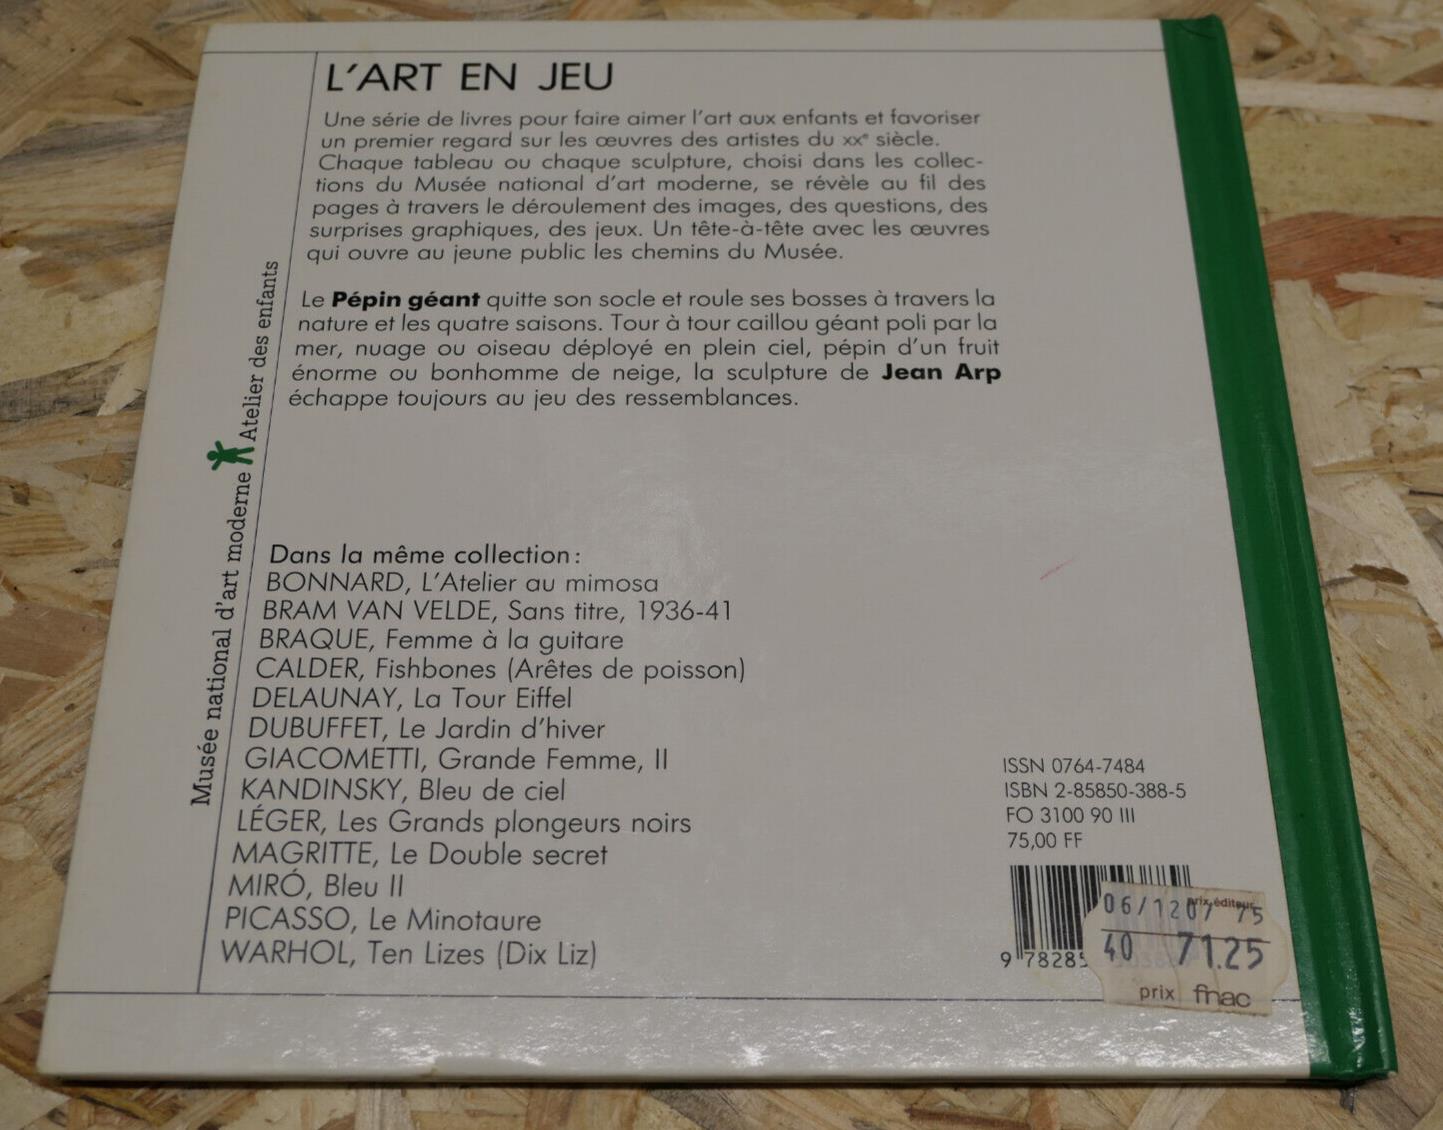 L'ART EN JEU
Une série de livres pour faire aimer l'art aux enfants et favoriser
un premier regard sur les œuvres des artistes du XXe siècle.
Chaque tableau ou chaque sculpture, choisi dans les collec-
tions du Musée national d'art moderne, se révèle au fil des
pages à travers le déroulement des images, des questions, des
surprises graphiques, des jeux. Un tête-à-tête avec les œuvres
qui ouvre au jeune public les chemins du Musée.
Le Pépin géant quitte son socle et roule ses bosses à travers la
nature et les quatre saisons. Tour à tour caillou géant poli par la
mer, nuage ou oiseau déployé en plein ciel, pépin d'un fruit
énorme ou bonhomme de neige, la sculpture de Jean Arp
échappe toujours au jeu des ressemblances.
Musée national d'art moderne Atelier des enfants
Dans la même collection :
BONNARD, L'Atelier au mimosa
BRAM VAN VELDE, Sans titre, 1936-41
BRAQUE, Femme à la guitare
CALDER, Fishbones (Arêtes de poisson)
DELAUNAY, La Tour Eiffel
DUBUFFET, Le Jardin d'hiver
GIACOMETTI, Grande Femme, II
KANDINSKY, Bleu de ciel
LÉGER, Les Grands plongeurs noirs
MAGRITTE, Le Double secret
MIRÓ, Bleu II
PICASSO, Le Minotaure
WARHOL, Ten Lizes (Dix Liz)
ISSN 0764-7484
ISBN 2-85850-388-5
FO 3100 90 III
75,00 FF
9 78285
prix éditeur
06/1207 75
40 71.25
prix fnac